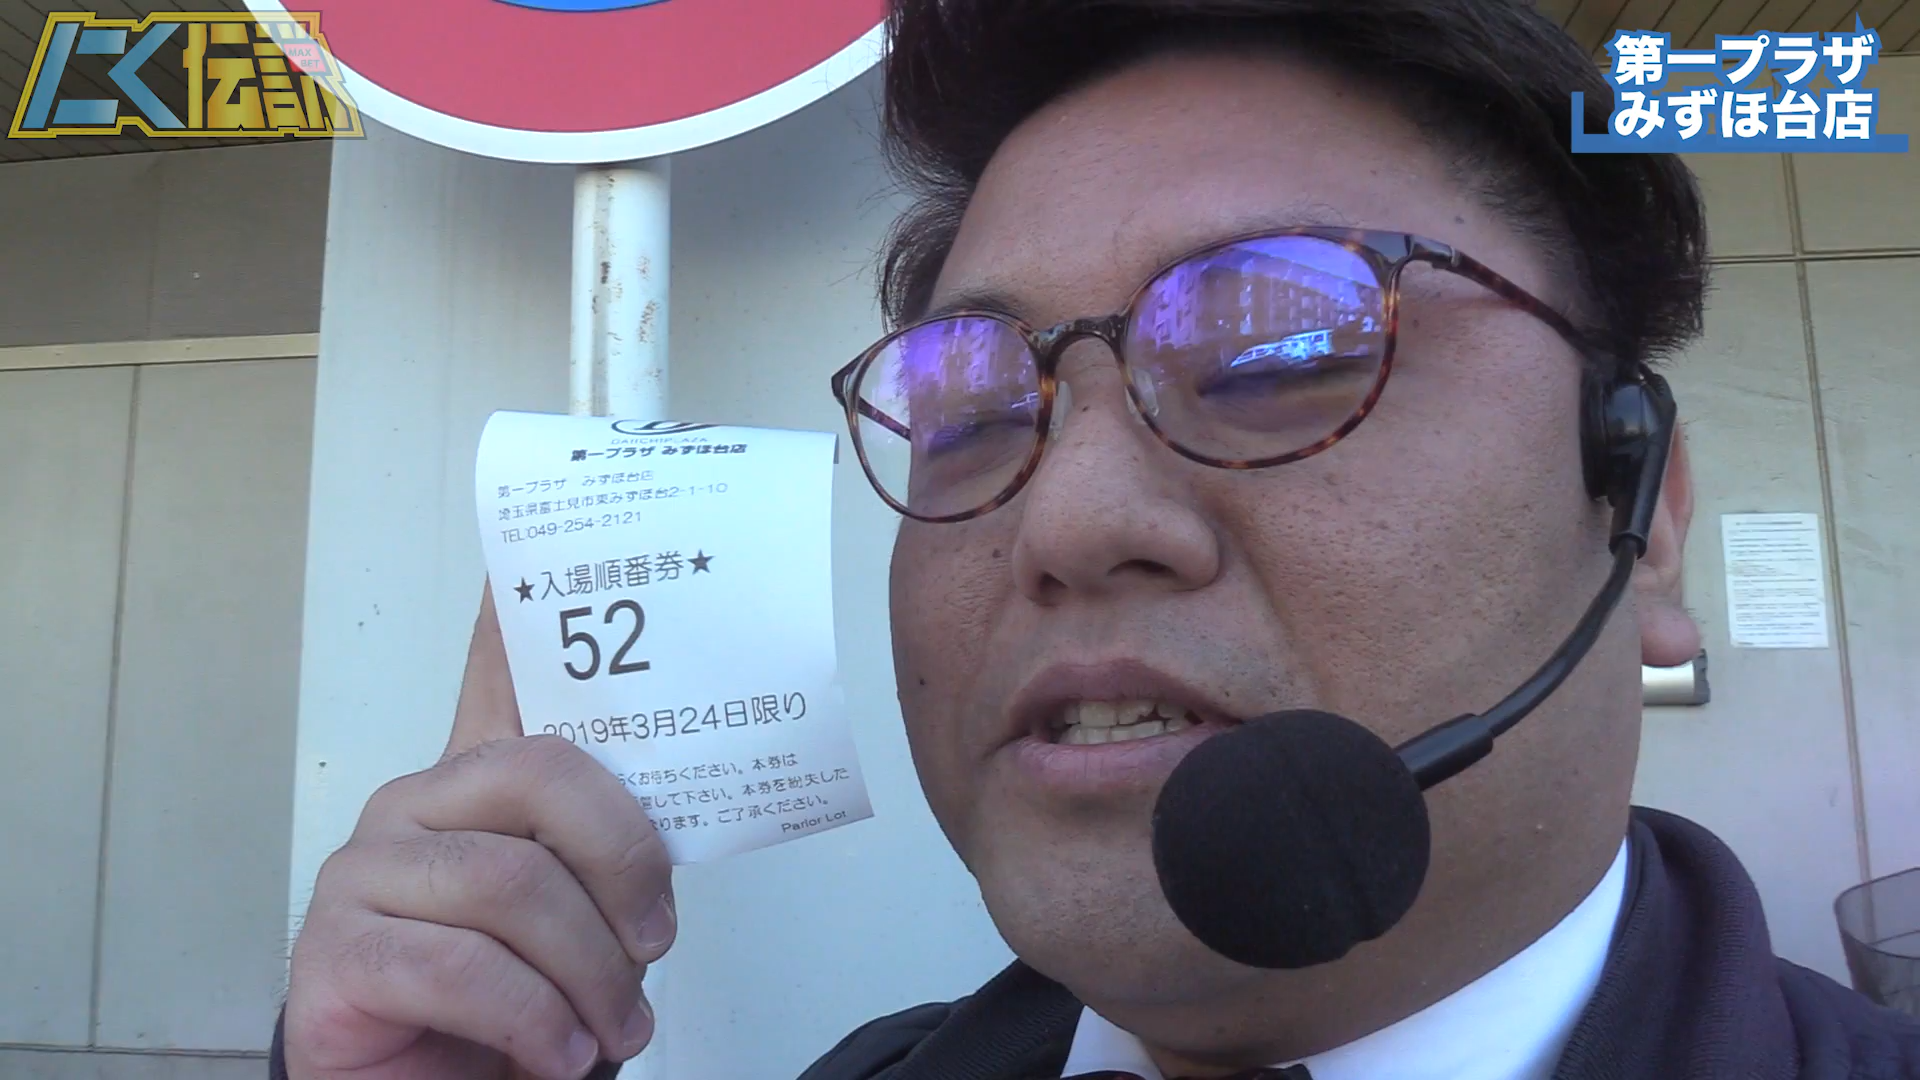 にく伝説
MAX
BET
第一プラザ
みずほ台店
DAIICHIPLAZA
第一プラザ みずほ台店
第一プラザ みずほ台店
埼玉県富士見市東みずほ台2-1-10
TEL:049-254-2121
★入場順番券★
52
2019年3月24日限り
らくお待ちください。本券は
して下さい。本券を紛失した
ります。ご了承ください。
Parlor Lot